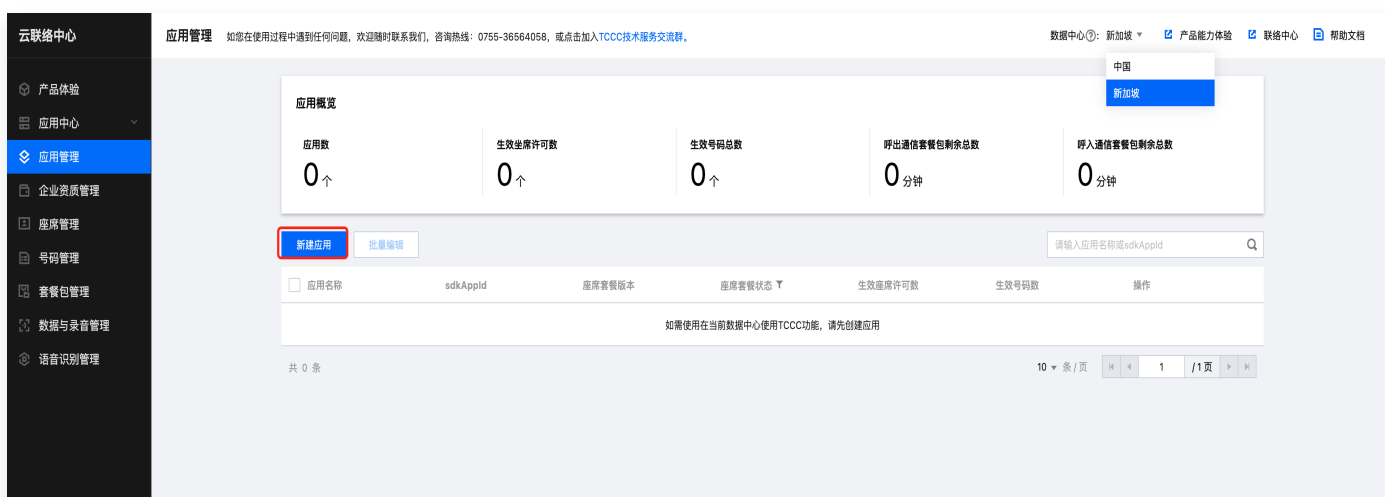 云联络中心
应用管理 如您在使用过程中遇到任何问题，欢迎随时联系我们，咨询热线：0755-36564058，或点击加入TCCC技术服务交流群。 数据中心?： 新加坡 产品能力体验 联络中心 帮助文档
中国
新加坡
产品体验
应用中心
应用管理
企业资质管理
座席管理
号码管理
套餐包管理
数据与录音管理
语音识别管理
应用概览
应用数 生效坐席许可数 生效号码总数 呼出通信套餐包剩余总数 呼入通信套餐包剩余总数
0个 0个 0个 0分钟 0分钟
新建应用 批量编辑 请输入应用名称或sdkAppId
应用名称 sdkAppId 座席套餐版本 座席套餐状态 生效座席许可数 生效号码数 操作
如需使用在当前数据中心使用TCCC功能，请先创建应用
共 0 条 10 条/页 1 /1页